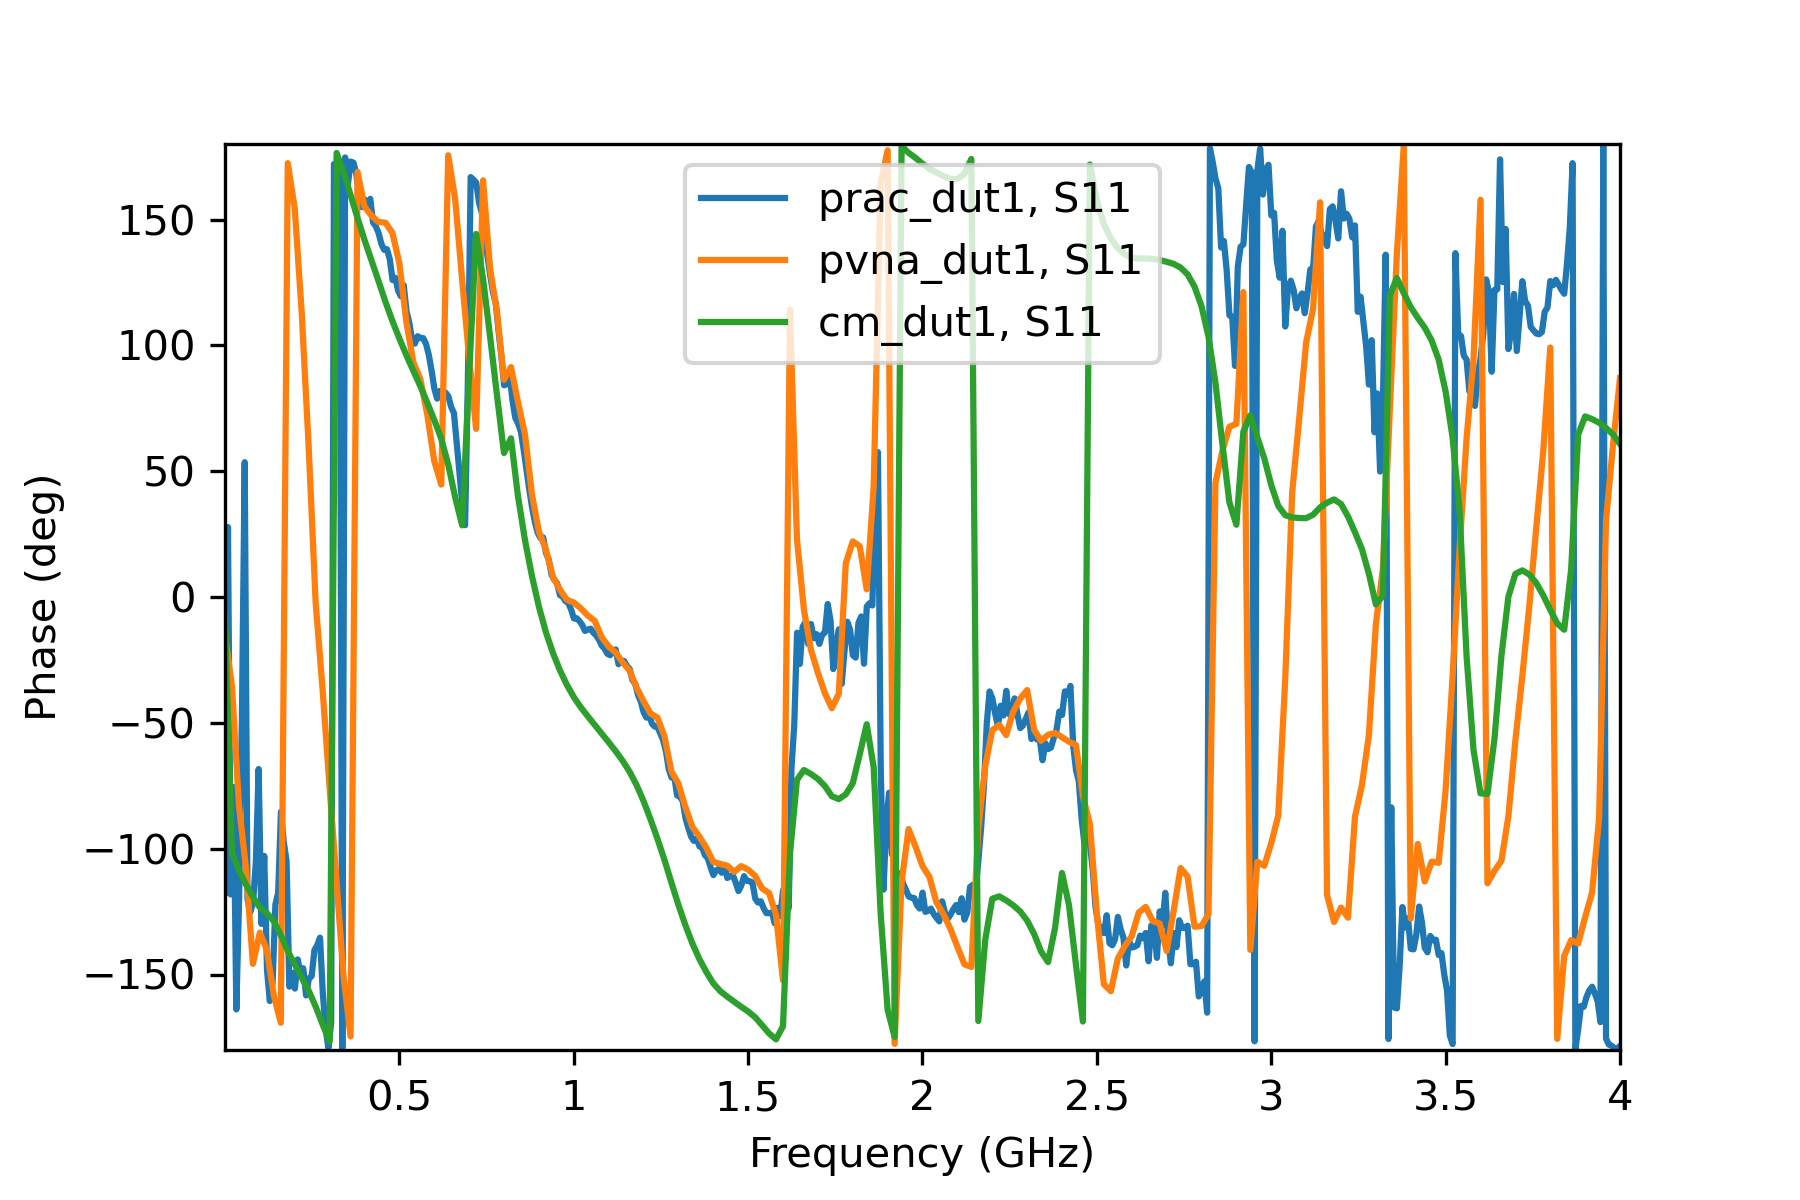 prac_dut1, S11
pvna_dut1, S11
cm_dut1, S11
150
100
50
0
−50
−100
−150
Phase (deg)
0.5 1 1.5 2 2.5 3 3.5 4
Frequency (GHz)